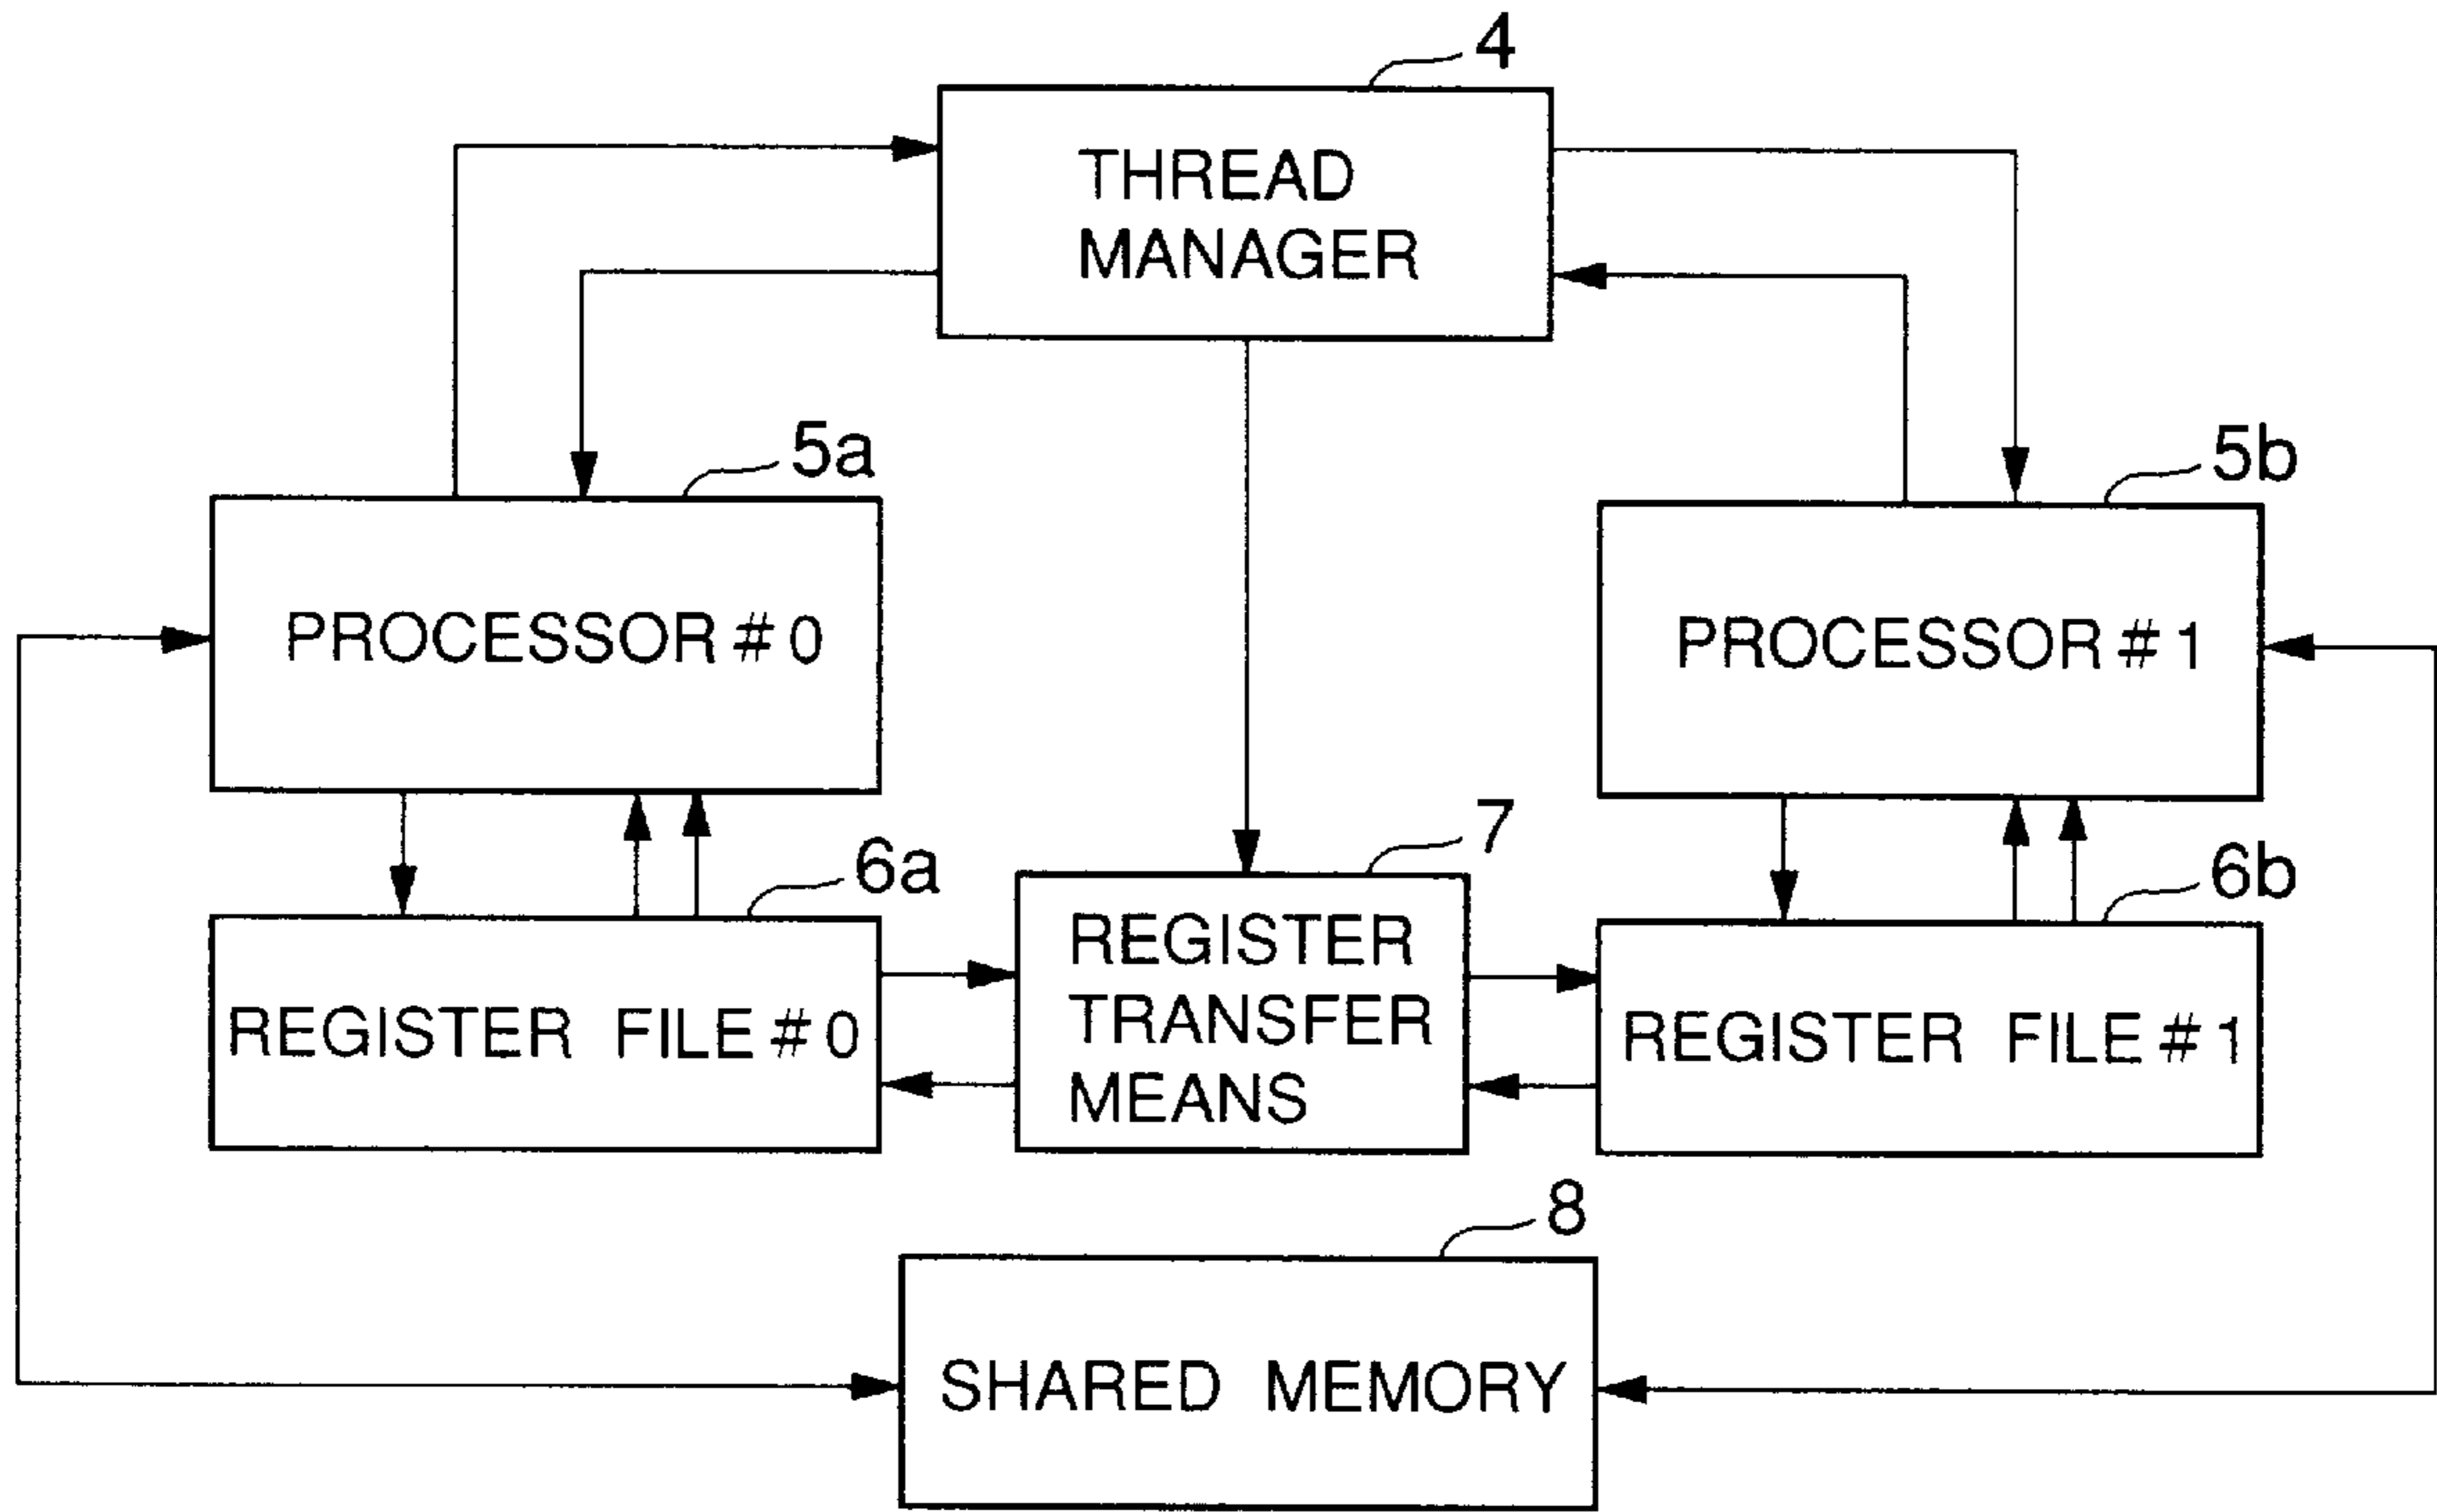 4
THREAD
MANAGER
5a
5b
PROCESSOR #0
PROCESSOR #1
6a
7
6b
REGISTER FILE #0
REGISTER
TRANSFER
MEANS
REGISTER FILE #1
8
SHARED MEMORY